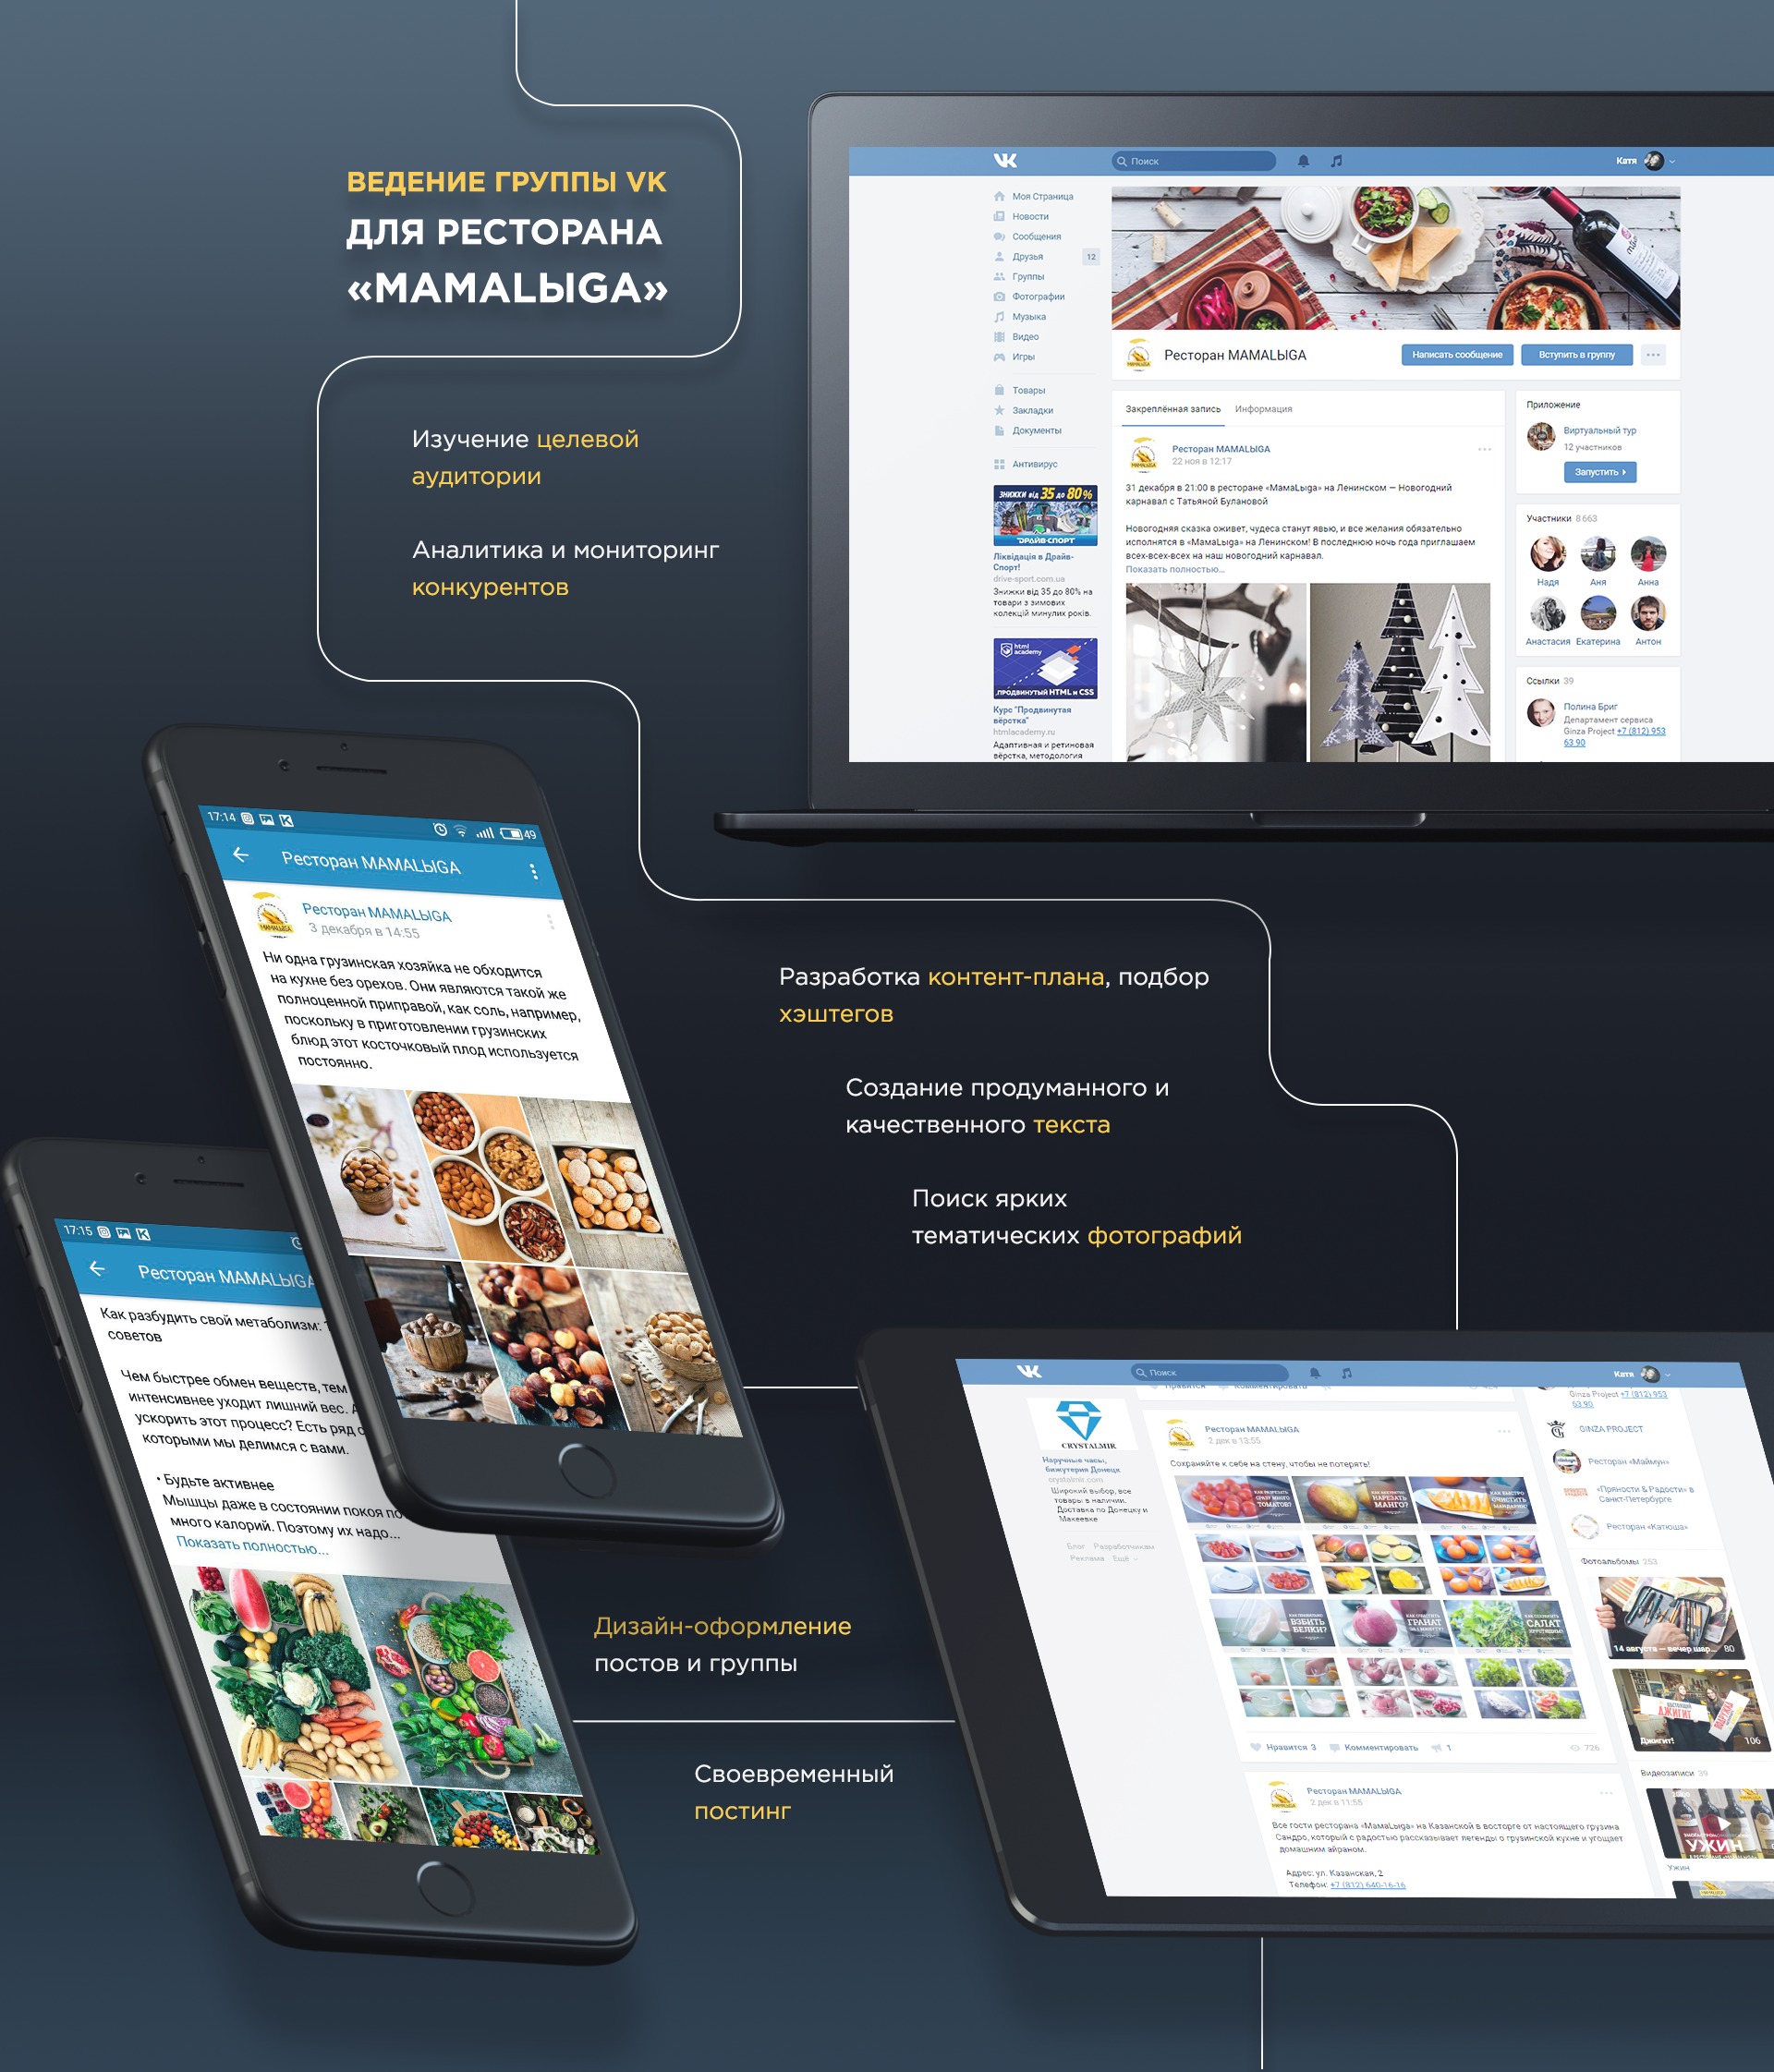 ВЕДЕНИЕ ГРУППЫ VK
ДЛЯ РЕСТОРАНА
«MAMALЫGA»
Изучение целевой
аудитории
Аналитика и мониторинг
конкурентов
Поиск
Катя
Моя Страница
Новости
Сообщения
Друзья
12
Группы
Фотографии
Музыка
Видео
Игры
Товары
Закладки
Документы
Антивирус
ЗНИЖКИ від 35 до 80%
ДРАЙВ-СПОРТ
Ліквідація в Драйв-
Спорт!
drive-sport.com.ua
Знижки від 35 до 80% на
товари з зимових
колекцій минулих років.
html
academy
ПРОДВИНУТЫЙ HTML и CSS
Курс "Продвинутая
вёрстка"
htmlacademy.ru
Адаптивная и ретиновая
вёрстка, методология
Ресторан MAMALЫGA
Написать сообщение
Вступить в группу
Закреплённая запись
Информация
Ресторан MAMALЫGA
22 ноя в 12:17
31 декабря в 21:00 в ресторане «МамаLыga» на Ленинском — Новогодний
карнавал с Татьяной Булановой
Новогодняя сказка оживет, чудеса станут явью, и все желания обязательно
исполнятся в «МамаLыga» на Ленинском! В последнюю ночь года приглашаем
всех-всех-всех на наш новогодний карнавал.
Показать полностью...
Приложение
Виртуальный тур
12 участников
Запустить
Участники 8 663
Надя
Аня
Анна
Анастасия
Екатерина
Антон
Ссылки 39
Полина Бриг
Департамент сервиса
Ginza Project +7 (812) 953
63 90
17:14
49
Ресторан MAMALЫGA
Ресторан MAMALЫGA
3 декабря в 14:55
Ни одна грузинская хозяйка не обходится
на кухне без орехов. Они являются такой же
полноценной приправой, как соль, например,
поскольку в приготовлении грузинских
блюд этот косточковый плод используется
постоянно.
Разработка контент-плана, подбор
хэштегов
Создание продуманного и
качественного текста
Поиск ярких
тематических фотографий
17:15
Ресторан MAMALЫGA
Как разбудить свой метаболизм:
советов
Чем быстрее обмен веществ, тем
интенсивнее уходит лишний вес.
ускорить этот процесс? Есть ряд
которыми мы делимся с вами.
• Будьте активнее
Мышцы даже в состоянии покоя
много калорий. Поэтому их надо...
Показать полностью...
Дизайн-оформление
постов и группы
Своевременный
постинг
Поиск
Катя
CRYSTALMIR
Наручные часы,
бижутерия Донецк
crystalmir.com
Широкий выбор, все
товары в наличии.
Доставка по Донецку и
Макеевке
Блог Разработчикам
Реклама Ещё
Нравится Комментировать
Ресторан MAMALЫGA
2 дек в 13:55
Сохраняйте к себе на стену, чтобы не потерять!
НАРЕЗАТЬ
МАНГО?
КАК БЫСТРО
ОЧИСТИТЬ
ВЗБИТЬ
БЕЛКИ?
ГРАНАТ
САЛАТ
Нравится 3
Комментировать
1
726
Ресторан MAMALЫGA
2 дек в 11:55
Все гости ресторана «МамаLыga» на Казанской в восторге от настоящего грузина
Сандро, который с радостью рассказывает легенды о грузинской кухне и угощает
домашним айраном.
Адрес: ул. Казанская, 2
Телефон: +7 (812) 640-16-16
Ginza Project +7 (812) 953
63 90
GINZA PROJECT
Ресторан «Маймун»
«Пряности & Радости» в
Санкт-Петербурге
Ресторан «Катюша»
Фотоальбомы 253
14 августа — вечер шар...
80
ДЖИГИТ
Джигит!
106
Видеозаписи 39
УЖИН
Ужин